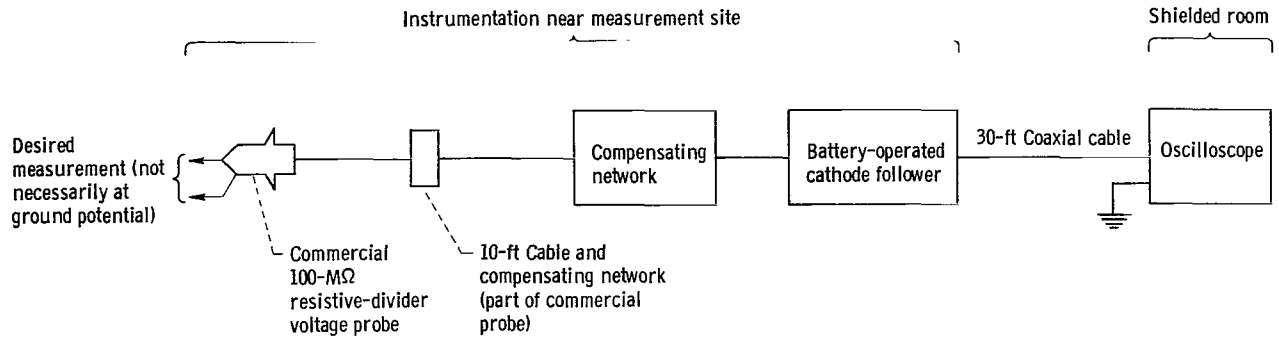 Instrumentation near measurement site
Shielded room
Desired
measurement (not
necessarily at
ground potential)
Compensating
network
Battery-operated
cathode follower
30-ft Coaxial cable
Oscilloscope
Commercial
100-MΩ
resistive-divider
voltage probe
10-ft Cable and
compensating network
(part of commercial
probe)